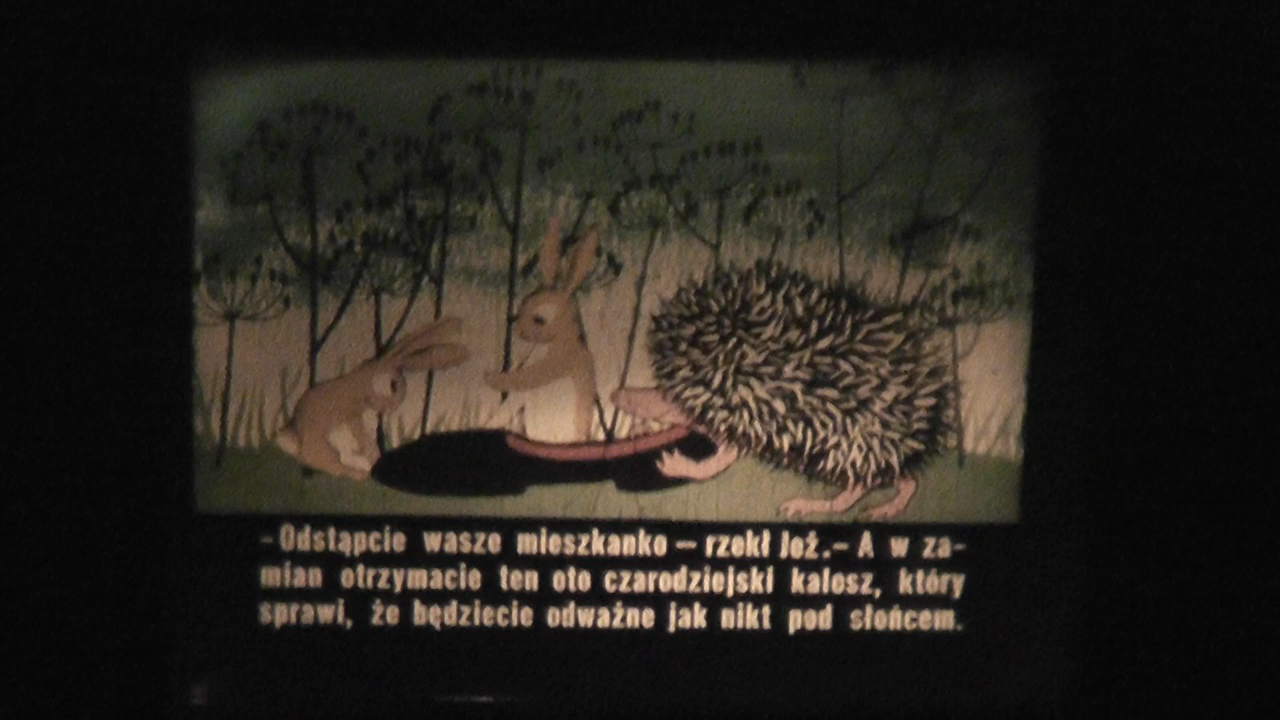 - Odstąpcie wasze mieszkanko — rzekł Jeż.- A w za-
mian otrzymacie ten oto czarodziejski kalosz, który
sprawi, że będziecie odważne jak nikt pod słońcem.